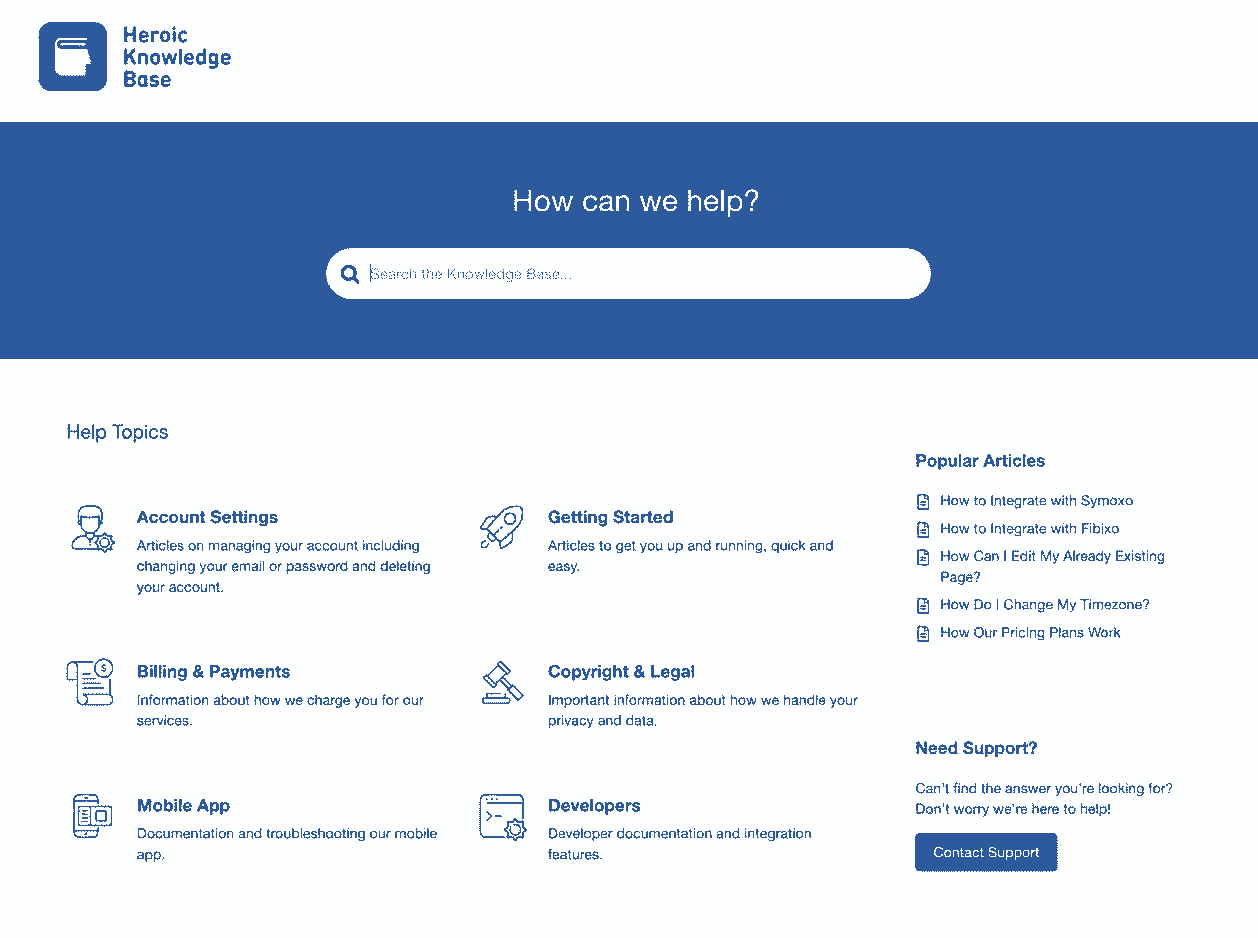 Heroic
Knowledge
Base
How can we help?
Search the Knowledge Base...
Help Topics
Account Settings
Articles on managing your account including
changing your email or password and deleting
your account.
Getting Started
Articles to get you up and running, quick and
easy.
Billing & Payments
Information about how we charge you for our
services.
$
Copyright & Legal
Important information about how we handle your
privacy and data.
Mobile App
Documentation and troubleshooting our mobile
app.
Developers
Developer documentation and integration
features.
Popular Articles
How to Integrate with Symoxo
How to Integrate with Fibixo
How Can I Edit My Already Existing
Page?
How Do I Change My Timezone?
How Our Pricing Plans Work
Need Support?
Can't find the answer you're looking for?
Don't worry we're here to help!
Contact Support